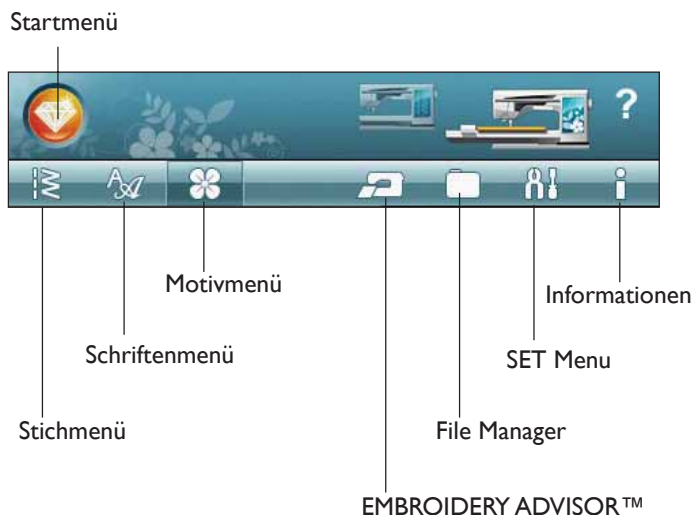 Startmenü
?
Motivmenü
Informationen
Schriftenmenü
SET Menu
Stichmenü
File Manager
EMBROIDERY ADVISOR™